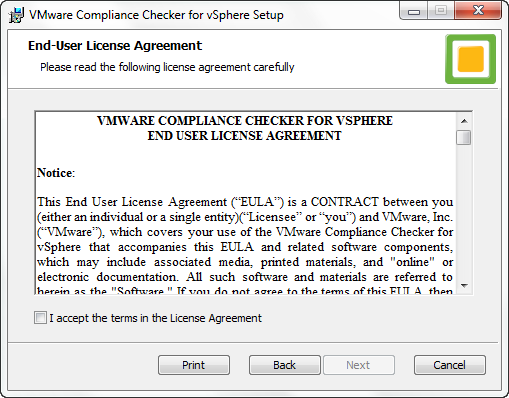 VMware Compliance Checker for vSphere Setup
End-User License Agreement
Please read the following license agreement carefully
VMWARE COMPLIANCE CHECKER FOR VSPHERE
END USER LICENSE AGREEMENT
Notice:
This End User License Agreement (“EULA”) is a CONTRACT between you
(either an individual or a single entity)(“Licensee” or “you”) and VMware, Inc.
(“VMware”), which covers your use of the VMware Compliance Checker for
vSphere that accompanies this EULA and related software components,
which may include associated media, printed materials, and "online" or
electronic documentation. All such software and materials are referred to
herein as the "Software." If you do not agree to the terms of this EULA, then
I accept the terms in the License Agreement
Print
Back
Next
Cancel